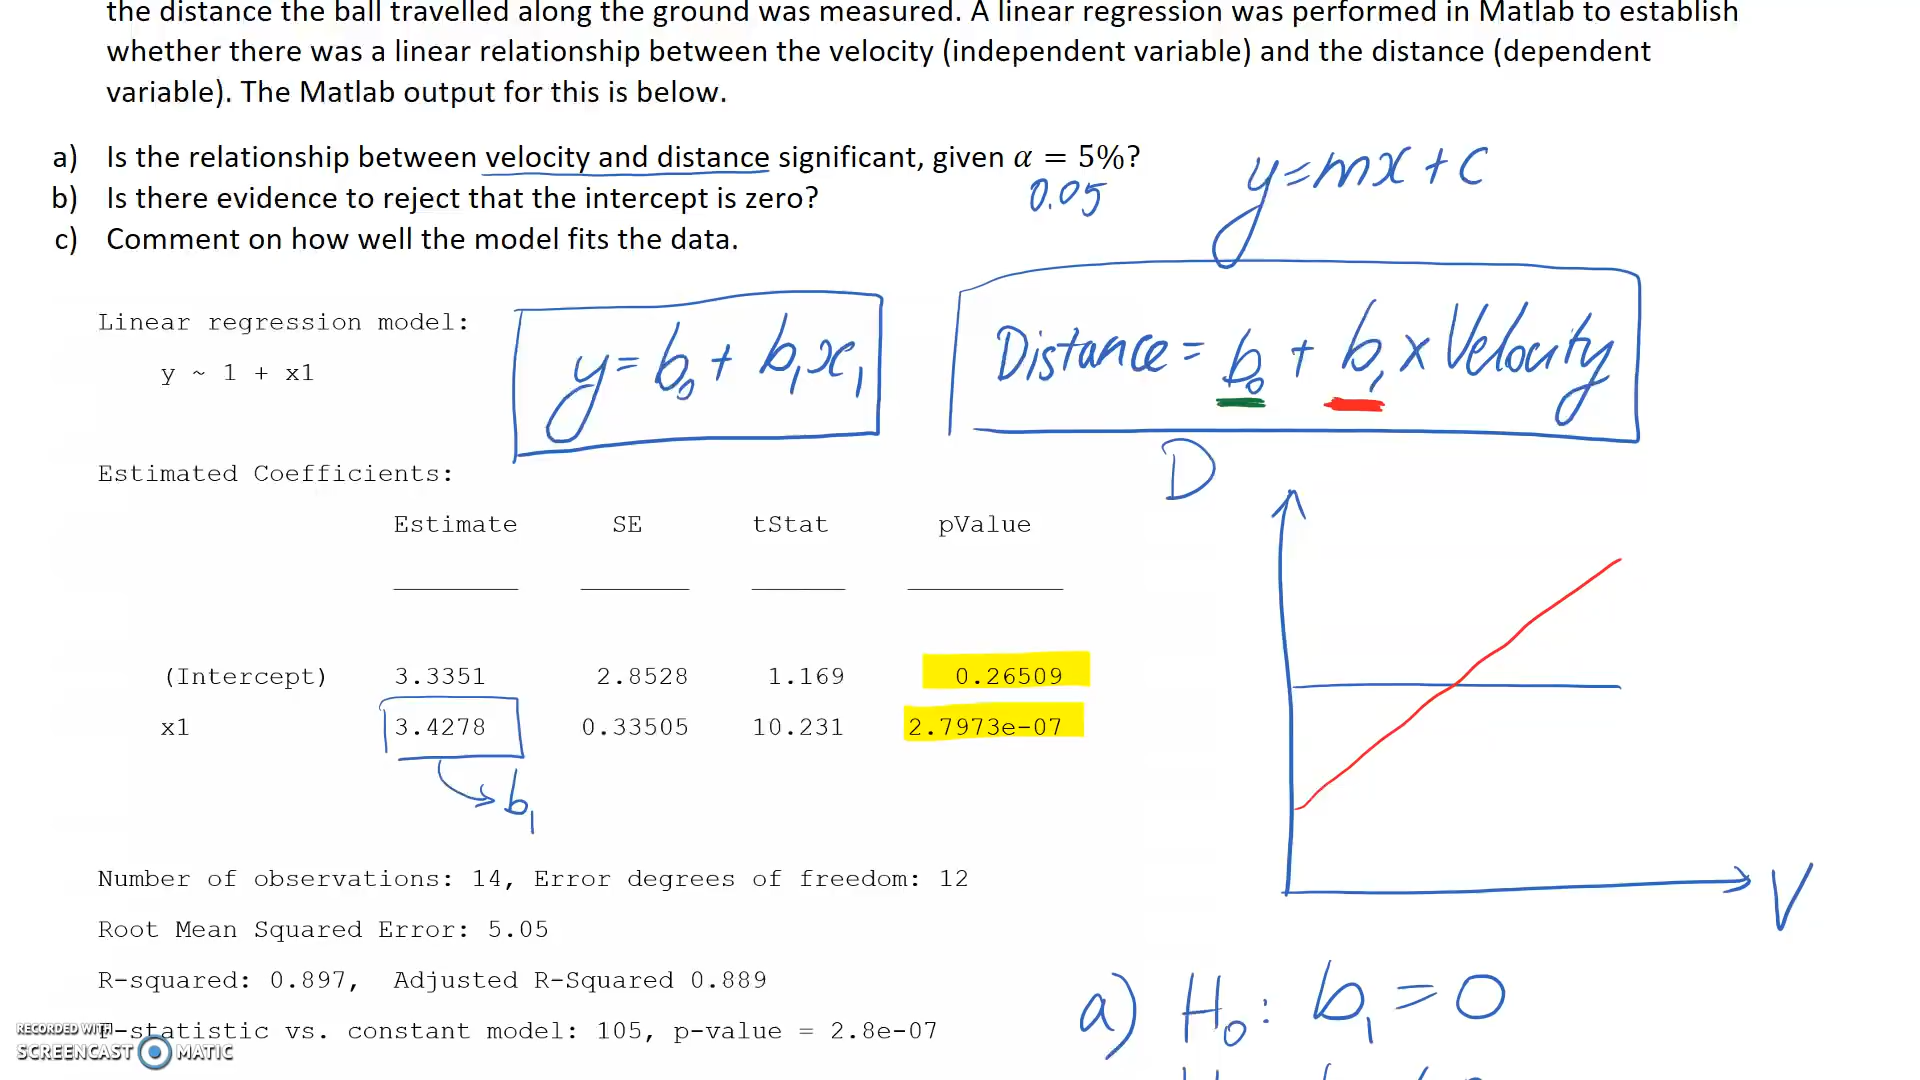 the distance the ball travelled along the ground was measured. A linear regression was performed in Matlab to establish
whether there was a linear relationship between the velocity (independent variable) and the distance (dependent
variable). The Matlab output for this is below.
a) Is the relationship between velocity and distance significant, given α = 5%?
0.05
y=mx+c
b) Is there evidence to reject that the intercept is zero?
c) Comment on how well the model fits the data.
Linear regression model:
y ~ 1 + x1
y = b₀ + b₁x₁
Distance = b₀ + b₁ x Velocity
D
Estimated Coefficients:
Estimate SE tStat pValue
(Intercept) 3.3351 2.8528 1.169 0.26509
x1 3.4278 0.33505 10.231 2.7973e-07
b₁
V
Number of observations: 14, Error degrees of freedom: 12
Root Mean Squared Error: 5.05
R-squared: 0.897, Adjusted R-Squared 0.889
a) H₀: b₁ = 0
-statistic vs. constant model: 105, p-value = 2.8e-07
RECORDED WITH
SCREENCAST MATIC